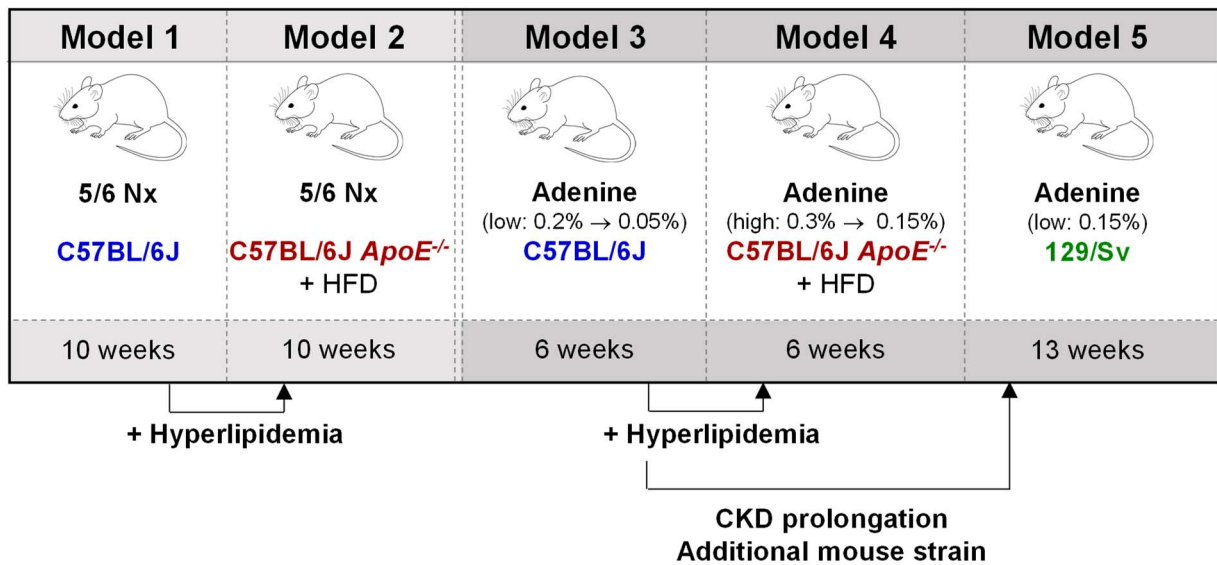 Model 1
Model 2
Model 3
Model 4
Model 5
5/6 Nx
C57BL/6J
5/6 Nx
C57BL/6J ApoE-/-
+ HFD
Adenine
(low: 0.2% → 0.05%)
C57BL/6J
Adenine
(high: 0.3% → 0.15%)
C57BL/6J ApoE-/-
+ HFD
Adenine
(low: 0.15%)
129/Sv
10 weeks
10 weeks
6 weeks
6 weeks
13 weeks
+ Hyperlipidemia
+ Hyperlipidemia
CKD prolongation
Additional mouse strain